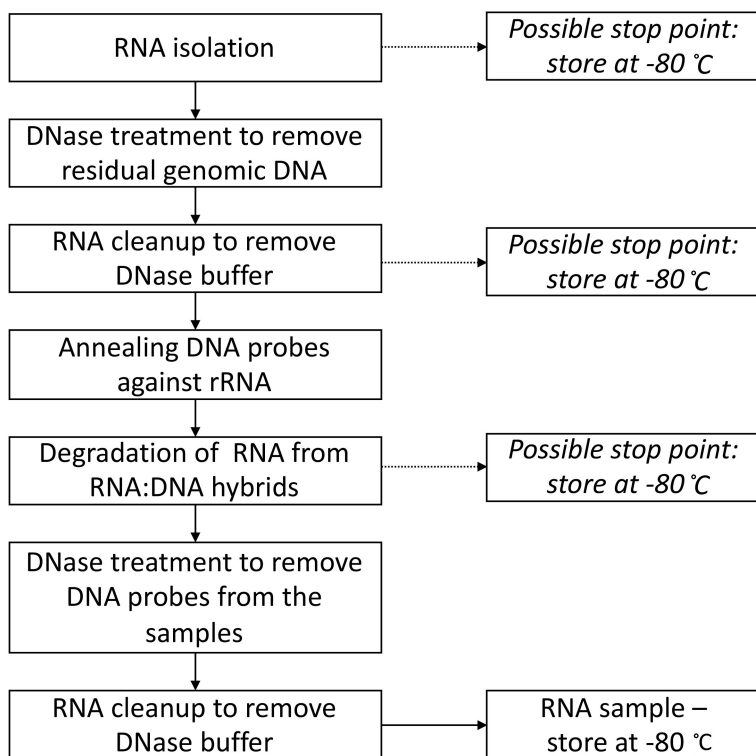 RNA isolation
Possible stop point:
store at -80 °C
DNase treatment to remove
residual genomic DNA
RNA cleanup to remove
DNase buffer
Possible stop point:
store at -80 °C
Annealing DNA probes
against rRNA
Degradation of  RNA from
RNA:DNA hybrids
Possible stop point:
store at -80 °C
DNase treatment to remove
DNA probes from the
samples
RNA cleanup to remove
DNase buffer
RNA sample –
store at -80 °C